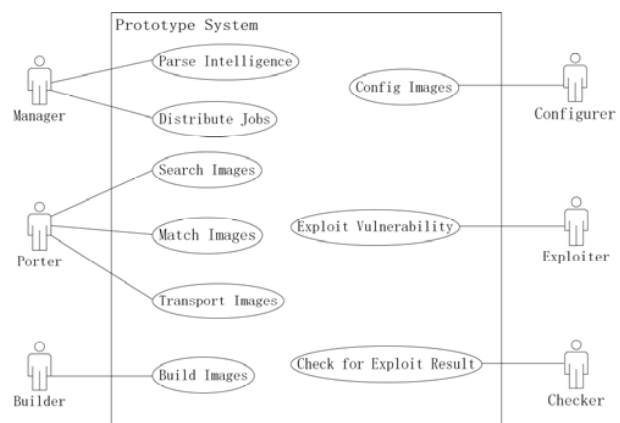 Prototype System
Parse Intelligence
Manager
Distribute Jobs
Search Images
Match Images
Porter
Transport Images
Build Images
Builder
Config Images
Configurer
Exploit Vulnerability
Exploiter
Check for Exploit Result
Checker